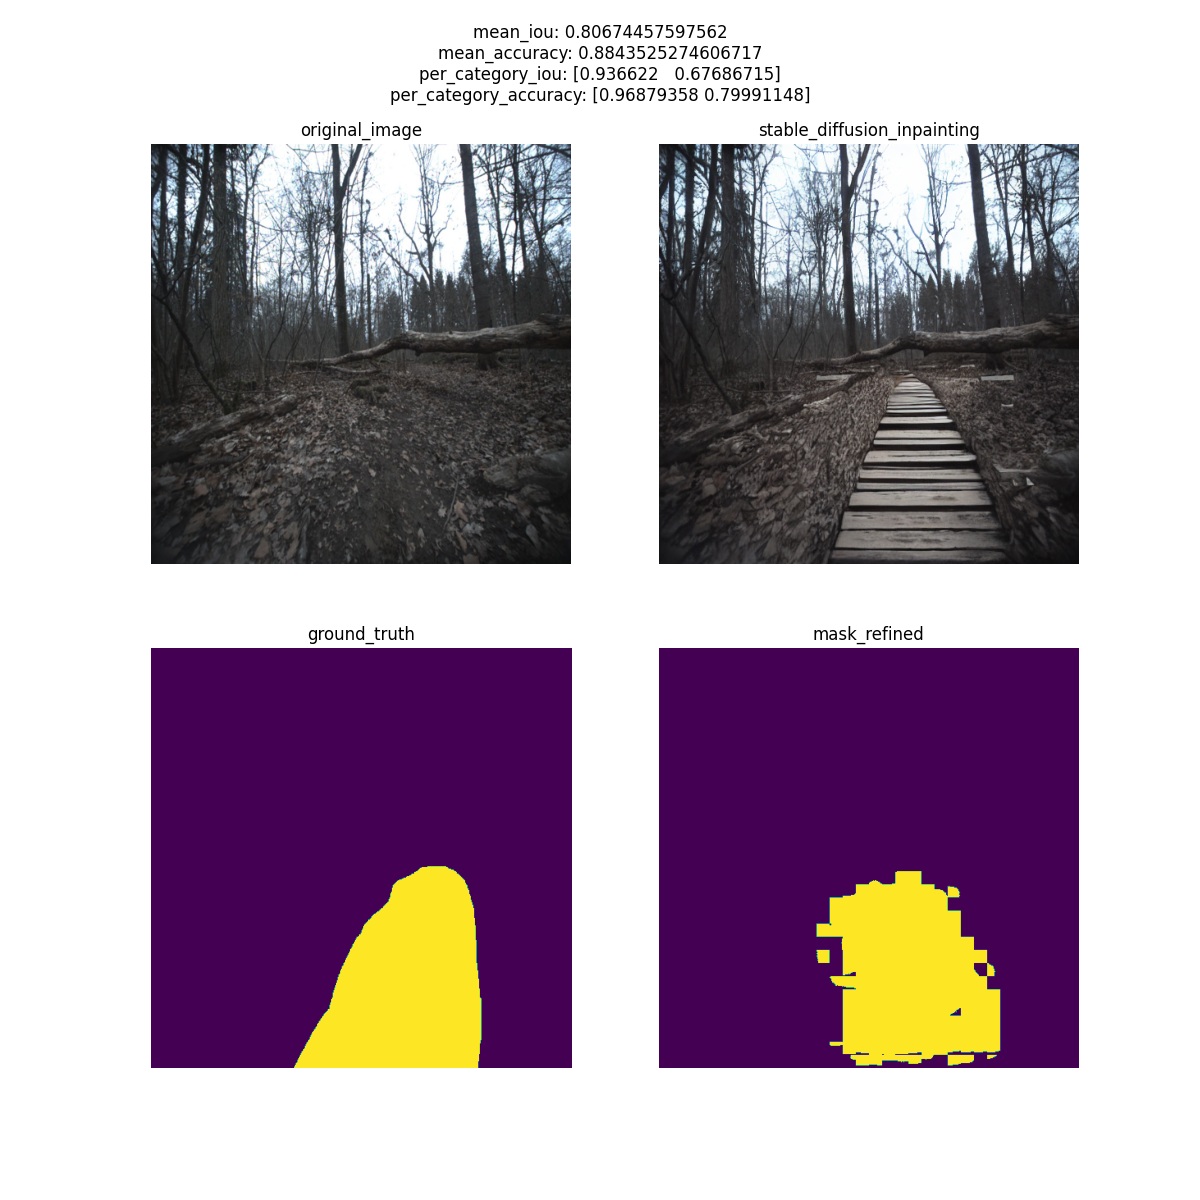 mean_iou: 0.80674457597562
mean_accuracy: 0.8843525274606717
per_category_iou: [0.936622   0.67686715]
per_category_accuracy: [0.96879358 0.79991148]
original_image
stable_diffusion_inpainting
ground_truth
mask_refined